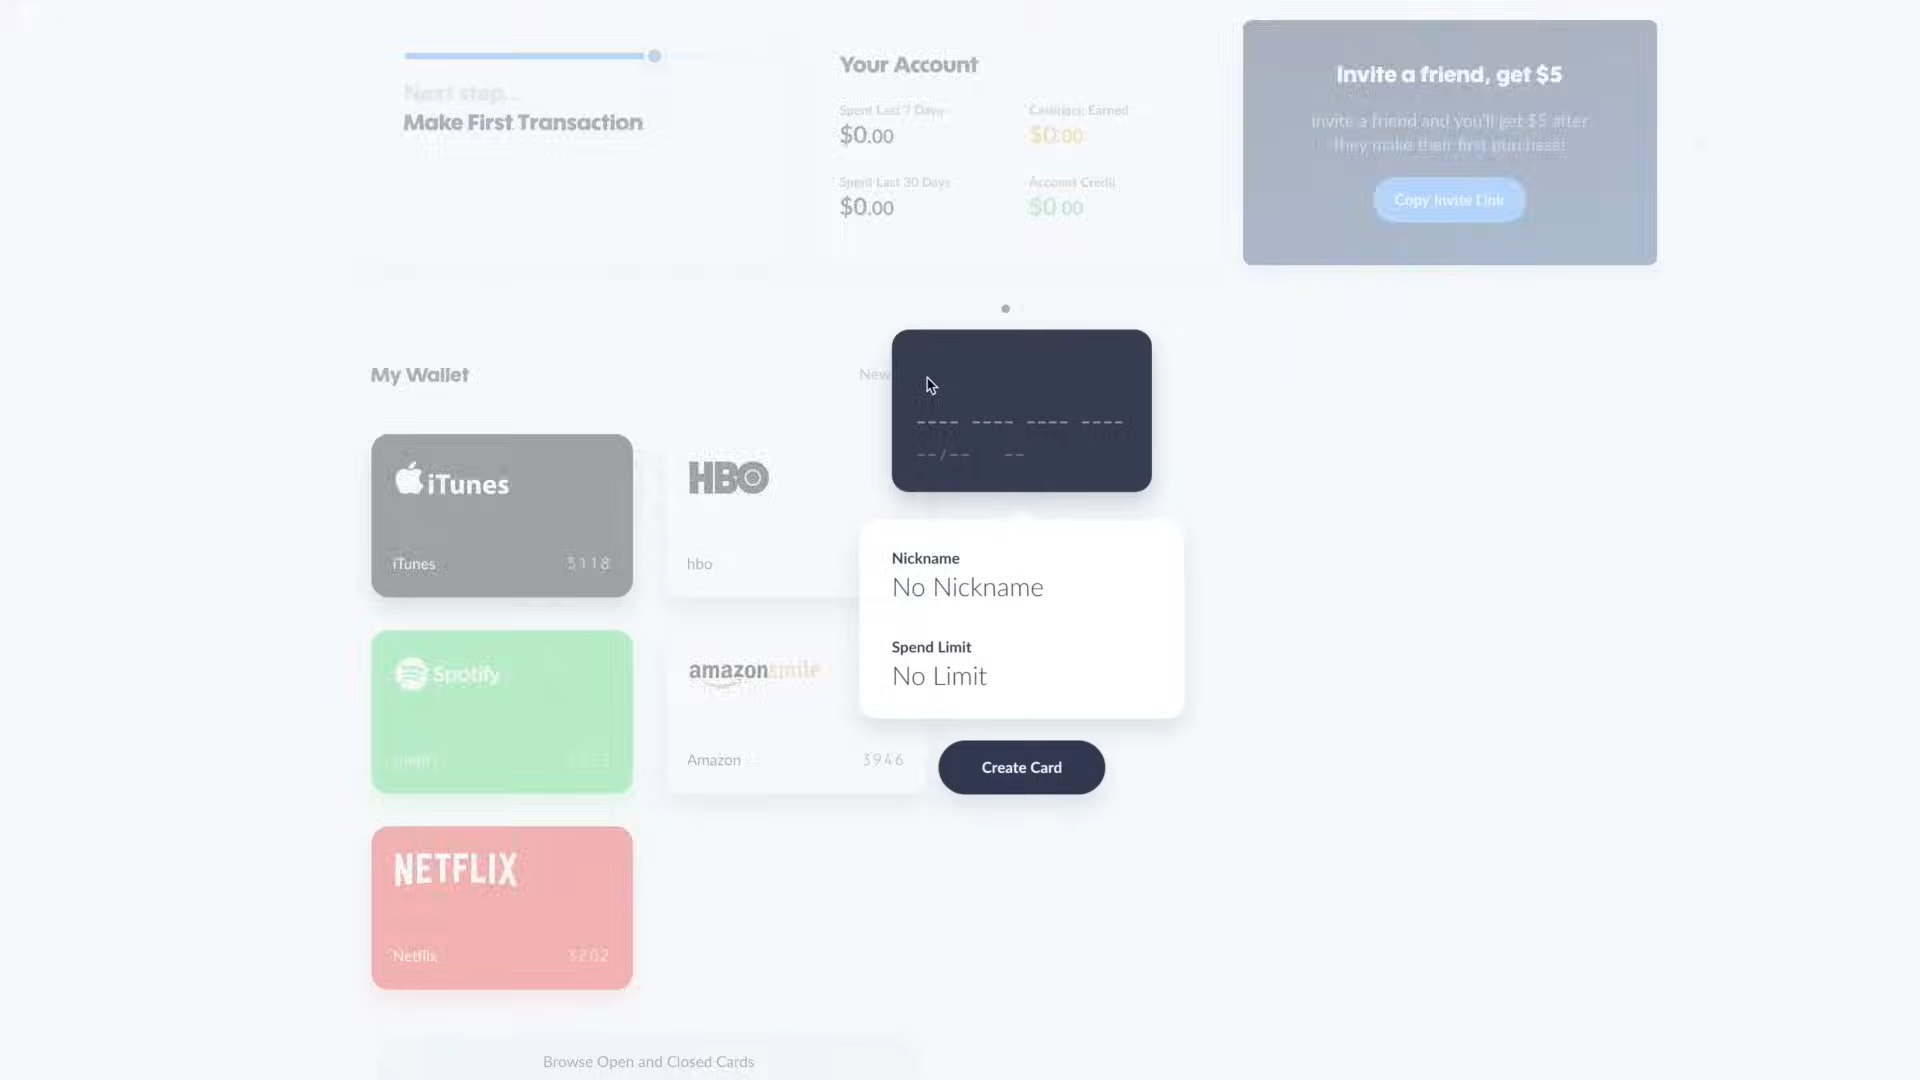 Next step...
Make First Transaction
Your Account
Spent Last 7 Days
$0.00
Cashback Earned
$0.00
Spent Last 30 Days
$0.00
Account Credit
$0.00
Invite a friend, get $5
Invite a friend and you'll get $5 after
they make their first purchase!
Copy Invite Link
My Wallet
New
---- ---- ---- ----
--/-- --
iTunes
iTunes
5118
HBO
hbo
Nickname
No Nickname
Spend Limit
No Limit
Create Card
Spotify
amazonsmile
Amazon
3946
NETFLIX
Netflix
3202
Browse Open and Closed Cards